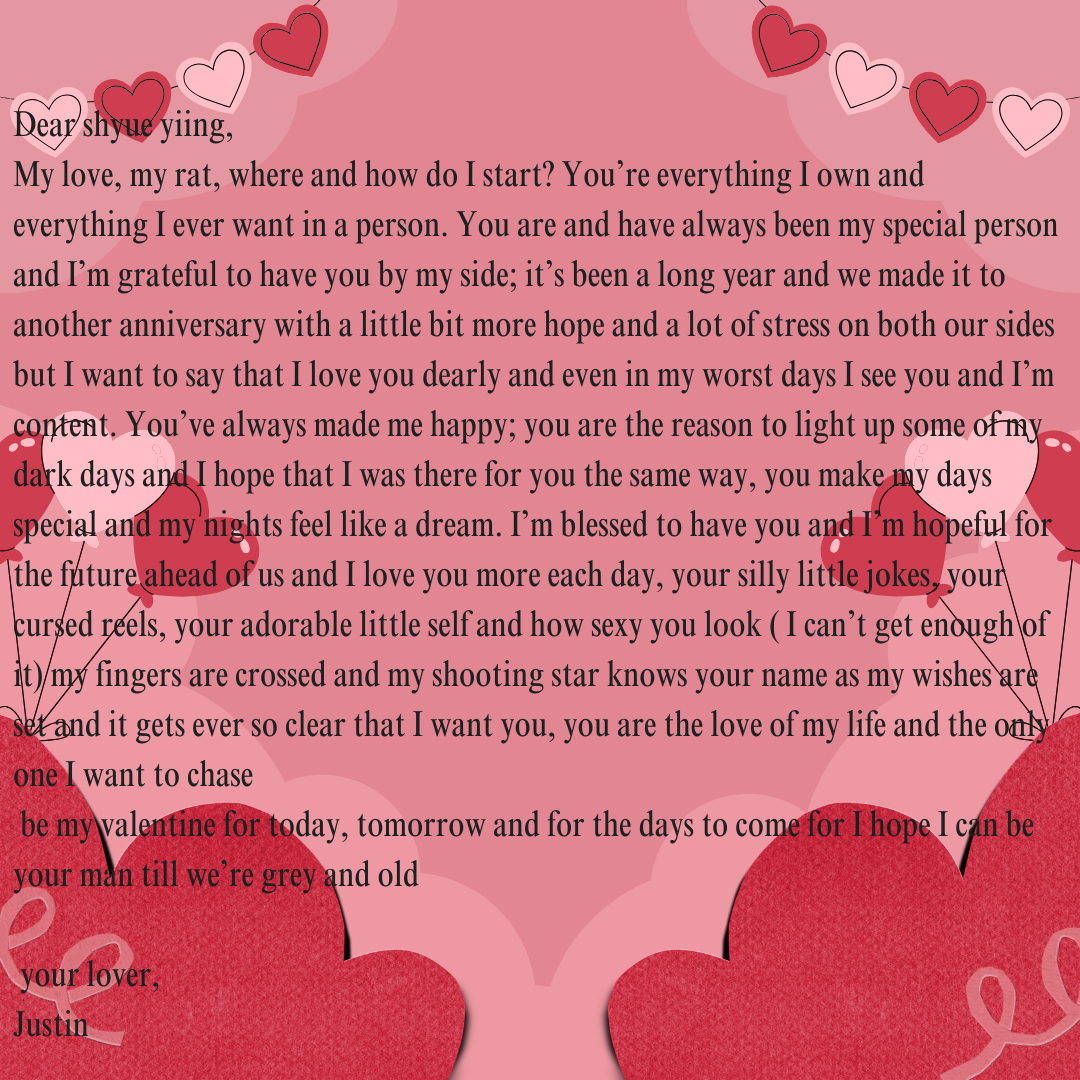 Dear shyue yiing,
My love, my rat, where and how do I start? You’re everything I own and
everything I ever want in a person. You are and have always been my special person
and I’m grateful to have you by my side; it’s been a long year and we made it to
another anniversary with a little bit more hope and a lot of stress on both our sides
but I want to say that I love you dearly and even in my worst days I see you and I’m
content. You’ve always made me happy; you are the reason to light up some of my
dark days and I hope that I was there for you the same way, you make my days
special and my nights feel like a dream. I’m blessed to have you and I’m hopeful for
the future ahead of us and I love you more each day, your silly little jokes, your
cursed reels, your adorable little self and how sexy you look ( I can’t get enough of
it) my fingers are crossed and my shooting star knows your name as my wishes are
set and it gets ever so clear that I want you, you are the love of my life and the only
one I want to chase
be my valentine for today, tomorrow and for the days to come for I hope I can be
your man till we’re grey and old
your lover,
Justin